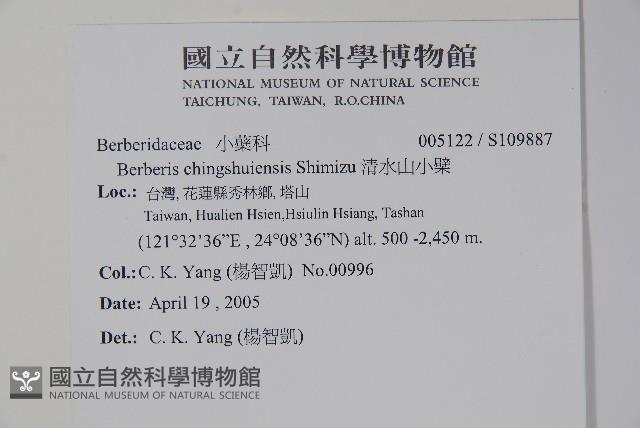 國立自然科學博物館
NATIONAL MUSEUM OF NATURAL SCIENCE
TAICHUNG, TAIWAN, R.O.CHINA
Berberidaceae 小蘗科 005122 / S109887
Berberis chingshuiensis Shimizu 清水山小檗
Loc.: 台灣, 花蓮縣秀林鄉, 塔山
Taiwan, Hualien Hsien,Hsiulin Hsiang, Tashan
(121°32’36”E , 24°08’36”N) alt. 500 -2,450 m.
Col.: C. K. Yang (楊智凱) No.00996
Date: April 19 , 2005
Det.: C. K. Yang (楊智凱)
國立自然科學博物館
NATIONAL MUSEUM OF NATURAL SCIENCE